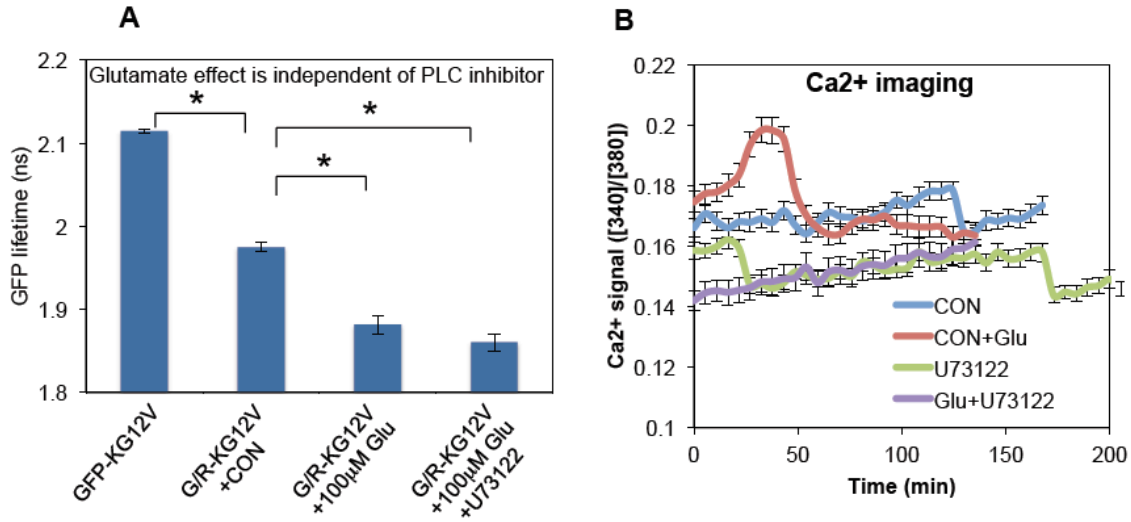 A
Glutamate effect is independent of PLC inhibitor
GFP lifetime (ns)
2.2
2.1
2
1.9
1.8
*
*
*
GFP-KG12V
G/R-KG12V
+CON
G/R-KG12V
+100μM Glu
G/R-KG12V
+100μM Glu
+U73122
B
Ca2+ imaging
Ca2+ signal ([340]/[380])
0.22
0.2
0.18
0.16
0.14
0.12
0.1
CON
CON+Glu
U73122
Glu+U73122
0
50
100
150
200
Time (min)